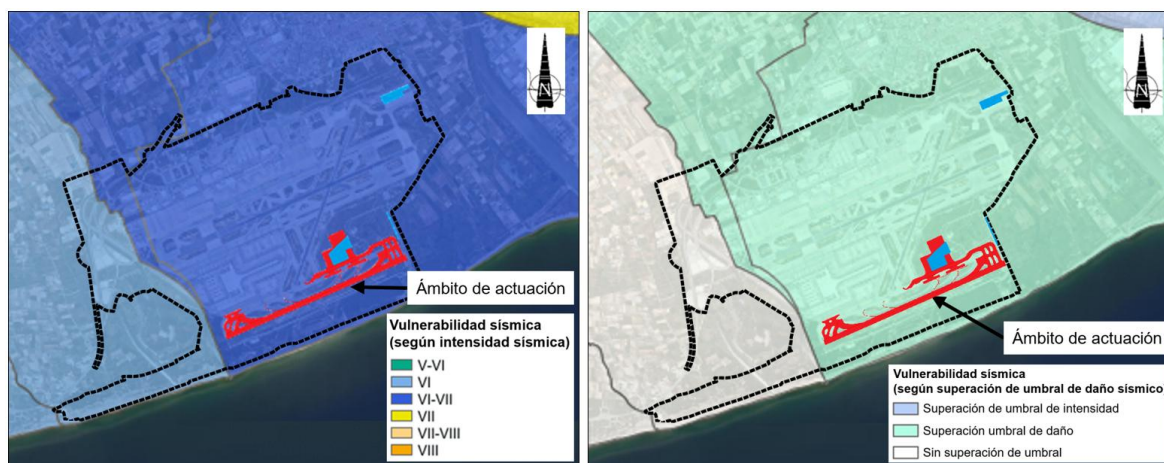 N
Ámbito de actuación
Vulnerabilidad sísmica
(según intensidad sísmica)
V-VI
VI
VI-VII
VII
VII-VIII
VIII
N
Ámbito de actuación
Vulnerabilidad sísmica
(según superación de umbral de daño sísmico)
Superación de umbral de intensidad
Superación umbral de daño
Sin superación de umbral